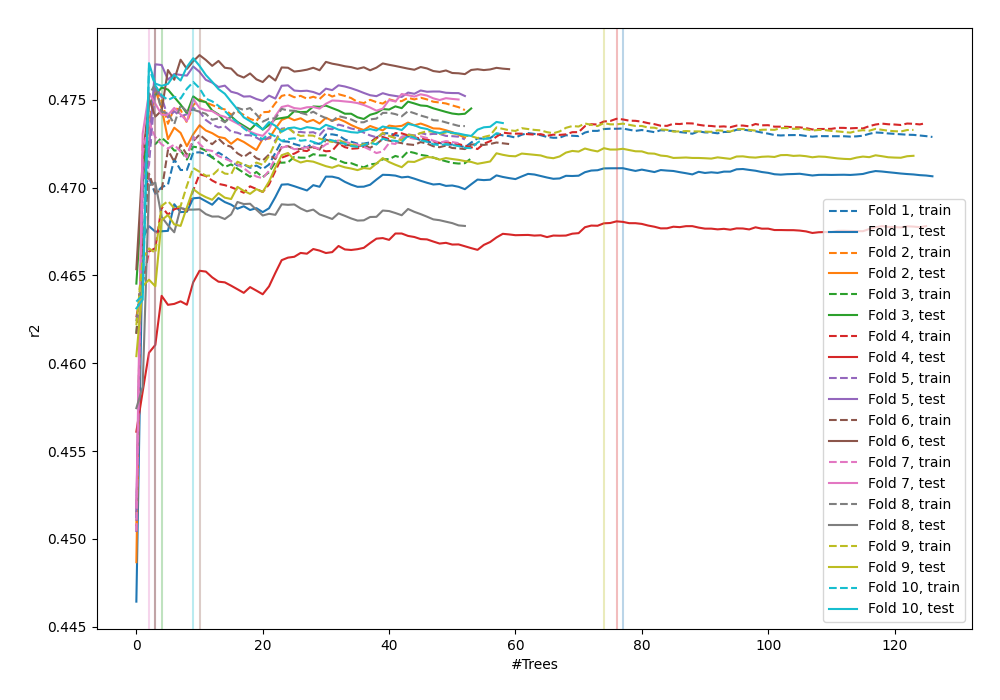 0.475
0.470
0.465
0.460
0.455
0.450
0.445
r2
0
20
40
60
80
100
120
#Trees
Fold 1, train
Fold 1, test
Fold 2, train
Fold 2, test
Fold 3, train
Fold 3, test
Fold 4, train
Fold 4, test
Fold 5, train
Fold 5, test
Fold 6, train
Fold 6, test
Fold 7, train
Fold 7, test
Fold 8, train
Fold 8, test
Fold 9, train
Fold 9, test
Fold 10, train
Fold 10, test